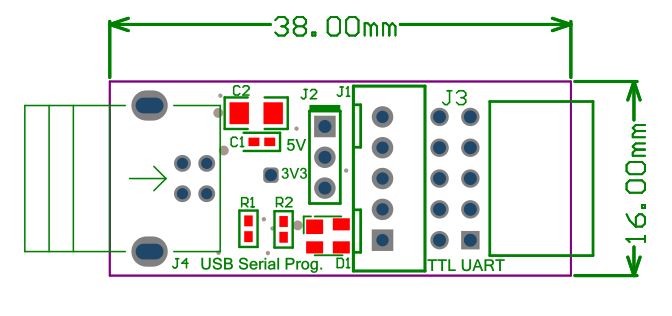 38.00mm
C2
J2
J1
J3
C1
5V
3V3
16.00mm
R1
R2
J4
USB Serial Prog.
D1
TTL UART